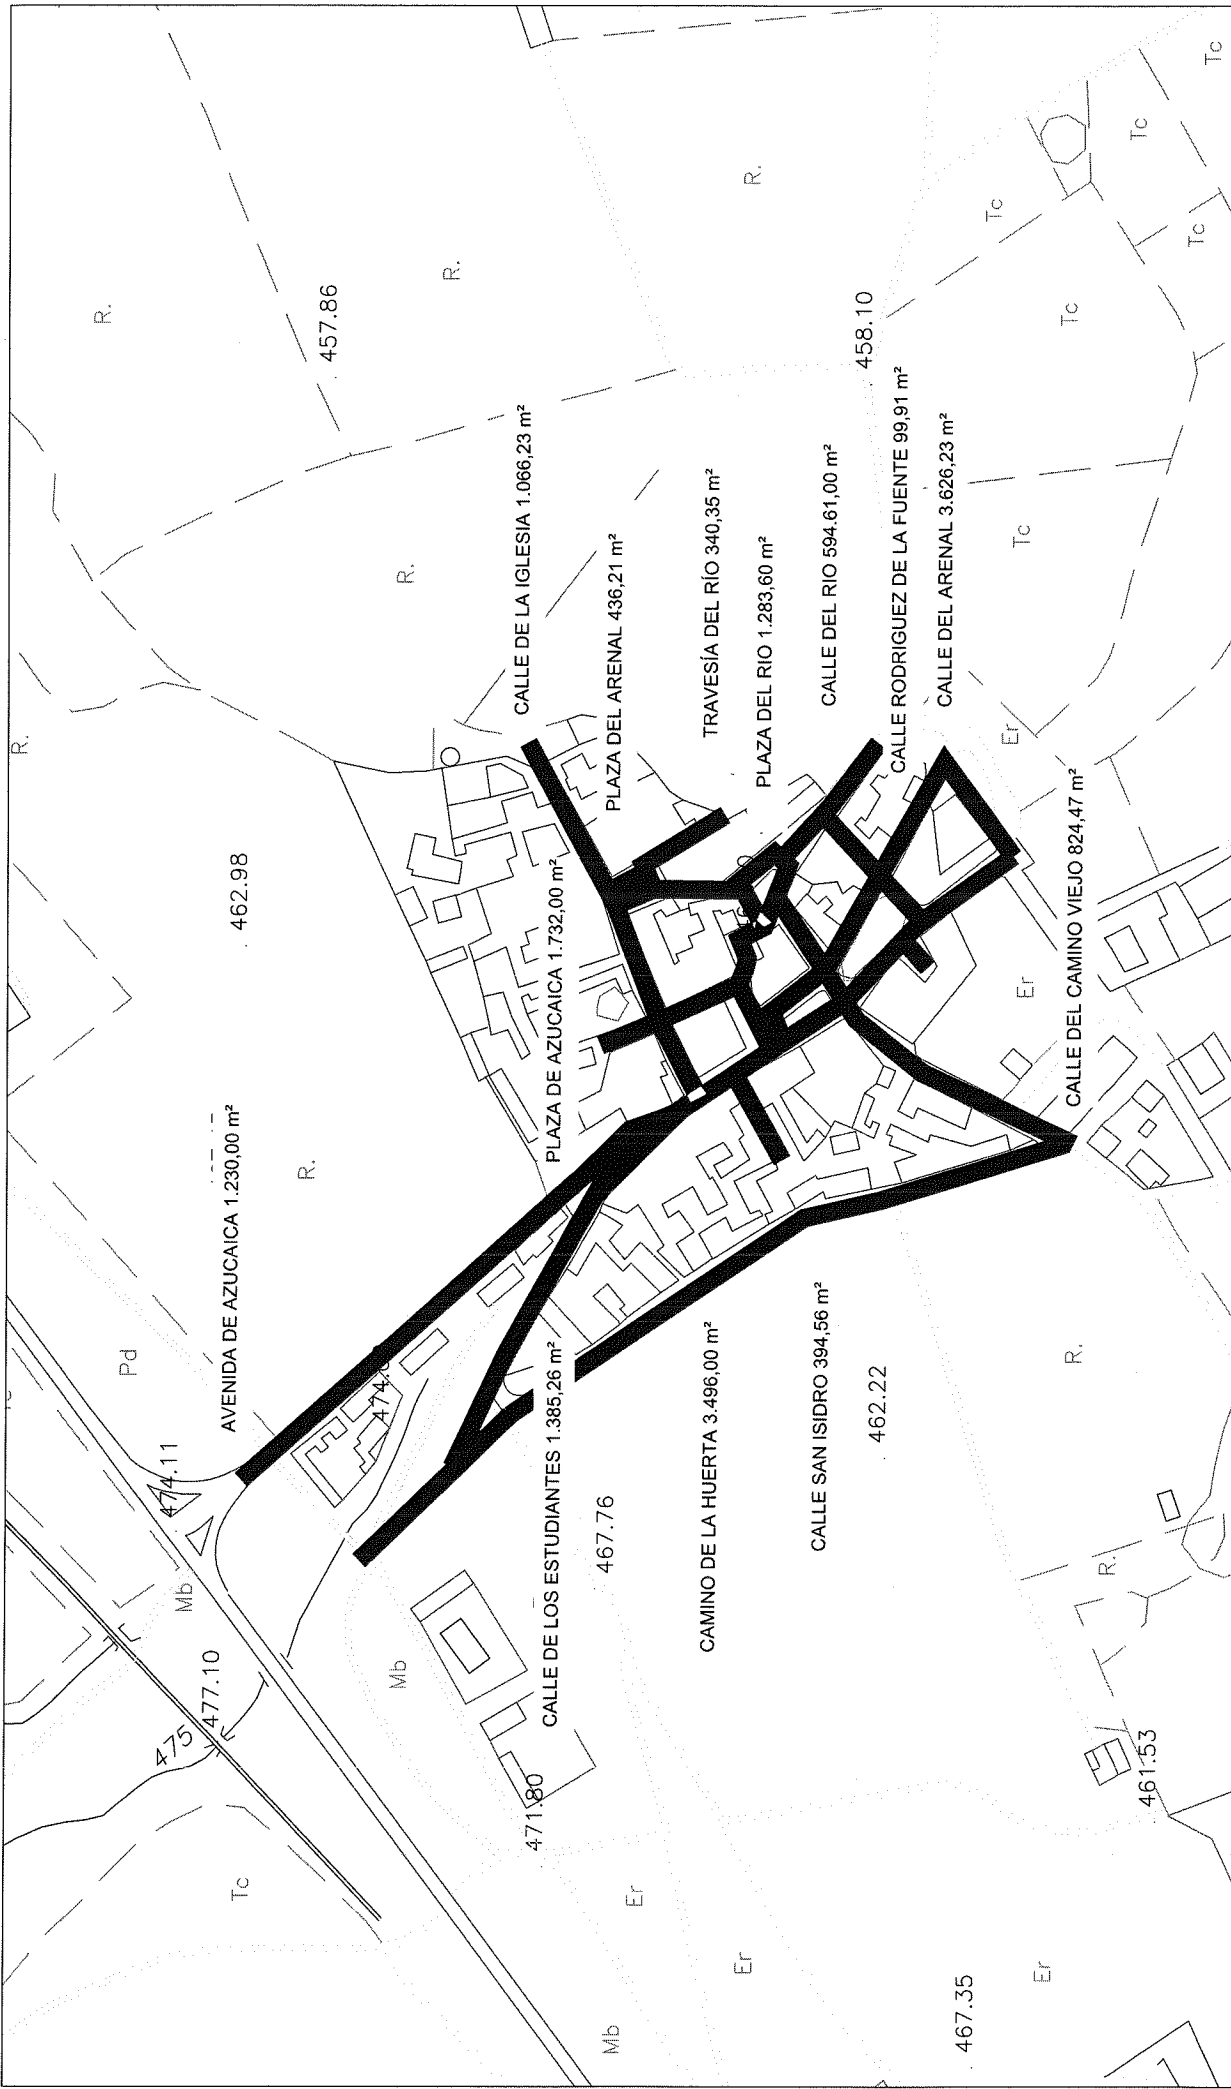 Tc
Mb
467.35
Er
Er
Er
471.80
461.53
475
477.10
Mb
Mb
467.76
R.
CALLE DE LOS ESTUDIANTES 1.385,26 m²
CAMINO DE LA HUERTA 3.496,00 m²
CALLE SAN ISIDRO 394,56 m²
462.22
R.
474.11
Pd
AVENIDA DE AZUCAICA 1.230,00 m²
R.
PLAZA DE AZUCAICA 1.732,00 m²
CALLE DEL CAMINO VIEJO 824,47 m²
462.98
Er
Er
R.
CALLE DE LA IGLESIA 1.066,23 m²
PLAZA DEL ARENAL 436,21 m²
TRAVESÍA DEL RÍO 340,35 m²
PLAZA DEL RIO 1.283,60 m²
CALLE DEL RIO 594.61,00 m²
CALLE RODRIGUEZ DE LA FUENTE 99,91 m²
CALLE DEL ARENAL 3.626,23 m²
R.
Tc
457.86
458.10
R.
R.
R.
Tc
Tc
Tc
Tc
Tc